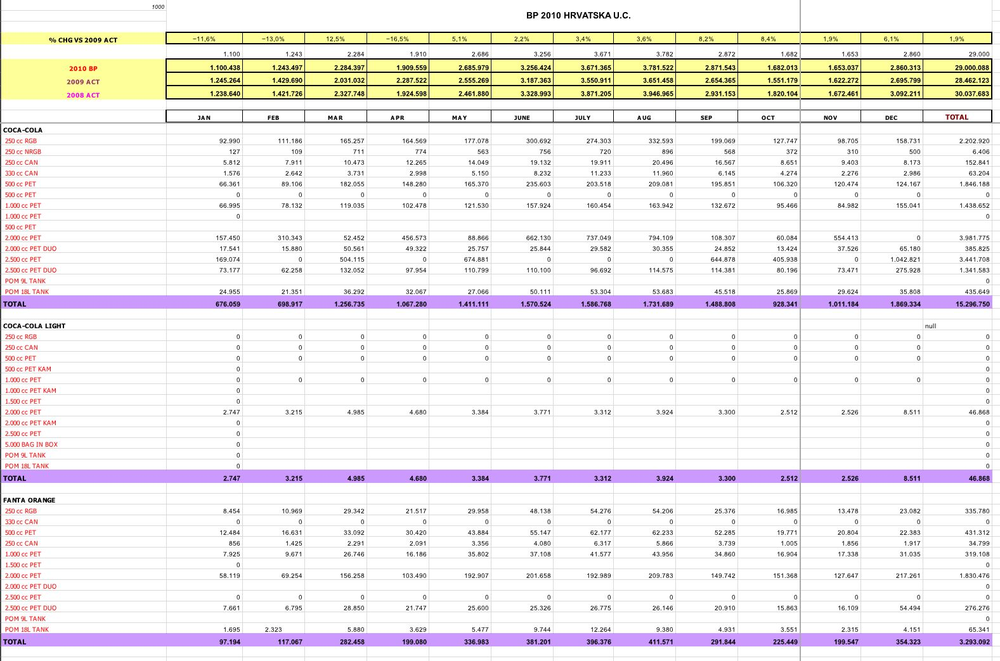 1000
BP 2010 HRVATSKA U.C.
% CHG VS 2009 ACT −11,6% −13,0% 12,5% −16,5% 5,1% 2,2% 3,4% 3,6% 8,2% 8,4% 1,9% 6,1% 1,9%
1.100 1.243 2.284 1.910 2.686 3.256 3.671 3.782 2.872 1.682 1.653 2.860 29.000
2010 BP 1.100.438 1.243.497 2.284.397 1.909.559 2.685.979 3.256.424 3.671.365 3.781.522 2.871.543 1.682.013 1.653.037 2.860.313 29.000.088
2009 ACT 1.245.264 1.429.690 2.031.032 2.287.522 2.555.269 3.187.363 3.550.911 3.651.458 2.654.365 1.551.179 1.622.272 2.695.799 28.462.123
2008 ACT 1.238.640 1.421.726 2.327.748 1.924.598 2.461.880 3.328.993 3.871.205 3.946.965 2.931.153 1.820.104 1.672.461 3.092.211 30.037.683
JAN FEB MAR APR MAY JUNE JULY AUG SEP OCT NOV DEC TOTAL
COCA-COLA
250 cc RGB 92.990 111.186 165.257 164.569 177.078 300.692 274.303 332.593 199.069 127.747 98.705 158.731 2.202.920
250 cc NRGB 127 109 711 774 563 756 720 896 568 372 310 500 6.406
250 cc CAN 5.812 7.911 10.473 12.265 14.049 19.132 19.911 20.496 16.567 8.651 9.403 8.173 152.841
330 cc CAN 1.576 2.642 3.731 2.998 5.150 8.232 11.233 11.960 6.145 4.274 2.276 2.986 63.204
500 cc PET 66.361 89.106 182.055 148.280 165.370 235.603 203.518 209.081 195.851 106.320 120.474 124.167 1.846.188
500 cc PET 0 0 0 0 0 0 0 0 0 0 0 0 0
1.000 cc PET 66.995 78.132 119.035 102.478 121.530 157.924 160.454 163.942 132.672 95.466 84.982 155.041 1.438.652
1.000 cc PET 0 0
500 cc PET
2.000 cc PET 157.450 310.343 52.452 456.573 88.866 662.130 737.049 794.109 108.307 60.084 554.413 0 3.981.775
2.000 cc PET DUO 17.541 15.880 50.561 49.322 25.757 25.844 29.582 30.355 24.852 13.424 37.526 65.180 385.825
2.500 cc PET 169.074 0 504.115 0 674.881 0 0 0 644.878 405.938 0 1.042.821 3.441.708
2.500 cc PET DUO 73.177 62.258 132.052 97.954 110.799 110.100 96.692 114.575 114.381 80.196 73.471 275.928 1.341.583
POM 9L TANK 0
POM 18L TANK 24.955 21.351 36.292 32.067 27.066 50.111 53.304 53.683 45.518 25.869 29.624 35.808 435.649
TOTAL 676.059 698.917 1.256.735 1.067.280 1.411.111 1.570.524 1.586.768 1.731.689 1.488.808 928.341 1.011.184 1.869.334 15.296.750
COCA-COLA LIGHT null
250 cc RGB 0 0 0 0 0 0 0 0 0 0 0 0 0
250 cc CAN 0 0 0 0 0 0 0 0 0 0 0 0 0
500 cc PET 0 0 0 0 0 0 0 0 0 0 0 0 0
500 cc PET KAM 0 0
1.000 cc PET 0 0 0 0 0 0 0 0 0 0 0 0 0
1.000 cc PET KAM 0 0
1.500 cc PET 0 0
2.000 cc PET 2.747 3.215 4.985 4.680 3.384 3.771 3.312 3.924 3.300 2.512 2.526 8.511 46.868
2.000 cc PET KAM 0 0
2.500 cc PET 0 0
5.000 BAG IN BOX 0 0
POM 9L TANK 0 0
POM 18L TANK 0 0
TOTAL 2.747 3.215 4.985 4.680 3.384 3.771 3.312 3.924 3.300 2.512 2.526 8.511 46.868
FANTA ORANGE
250 cc RGB 8.454 10.969 29.342 21.517 29.958 48.138 54.276 54.206 25.376 16.985 13.478 23.082 335.780
330 cc CAN 0 0 0 0 0 0 0 0 0 0 0 0 0
500 cc PET 12.484 16.631 33.092 30.420 43.884 55.147 62.177 62.233 52.285 19.771 20.804 22.383 431.312
250 cc CAN 856 1.425 2.291 2.091 3.356 4.080 6.317 5.866 3.739 1.005 1.856 1.917 34.799
1.000 cc PET 7.925 9.671 26.746 16.186 35.802 37.108 41.577 43.956 34.860 16.904 17.338 31.035 319.108
1.500 cc PET 0 0
2.000 cc PET 58.119 69.254 156.258 103.490 192.907 201.658 192.989 209.783 149.742 151.368 127.647 217.261 1.830.476
2.000 cc PET DUO 0
2.500 cc PET 0 0 0 0 0 0 0 0 0 0 0 0 0
2.500 cc PET DUO 7.661 6.795 28.850 21.747 25.600 25.326 26.775 26.146 20.910 15.863 16.109 54.494 276.276
POM 9L TANK 0
POM 18L TANK 1.695 2.323 5.880 3.629 5.477 9.744 12.264 9.380 4.931 3.551 2.315 4.151 65.341
TOTAL 97.194 117.067 282.458 199.080 336.983 381.201 396.376 411.571 291.844 225.449 199.547 354.323 3.293.092